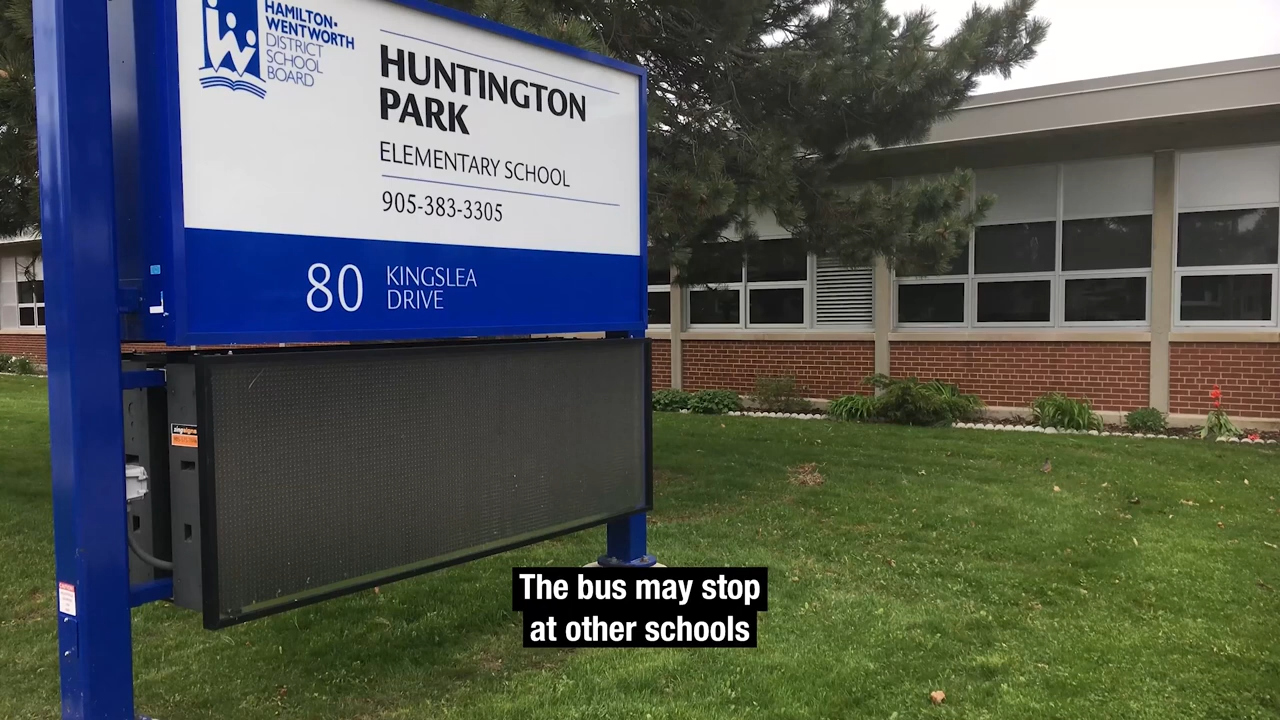 HAMILTON-
WENTWORTH
DISTRICT
SCHOOL
BOARD
HUNTINGTON
PARK
ELEMENTARY SCHOOL
905-383-3305
80 KINGSLEA
DRIVE
The bus may stop
at other schools